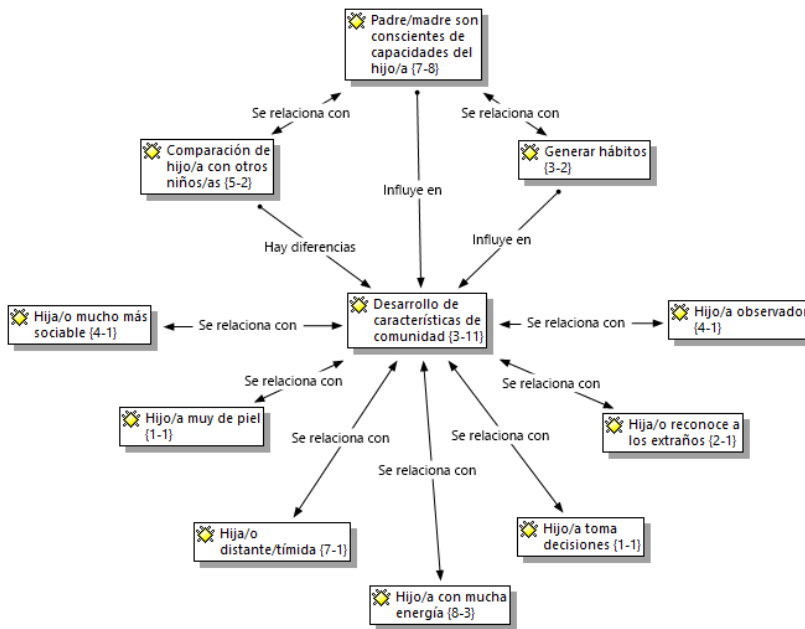 Padre/madre son
conscientes de
capacidades del
hijo/a {7-8}
Se relaciona con
Se relaciona con
Comparación de
hijo/a con otros
niños/as {5-2}
Generar hábitos
{3-2}
Influye en
Hay diferencias
Influye en
Desarrollo de
características de
comunidad {3-11}
Hija/o mucho más
sociable {4-1}
Se relaciona con
Se relaciona con
Hijo/a observador
{4-1}
Se relaciona con
Se relaciona con
Hijo/a muy de piel
{1-1}
Hija/o reconoce a
los extraños {2-1}
Se relaciona con
Se relaciona con
Se relaciona con
Hija/o
distante/tímida {7-1}
Hijo/a toma
decisiones {1-1}
Hijo/a con mucha
energía {8-3}